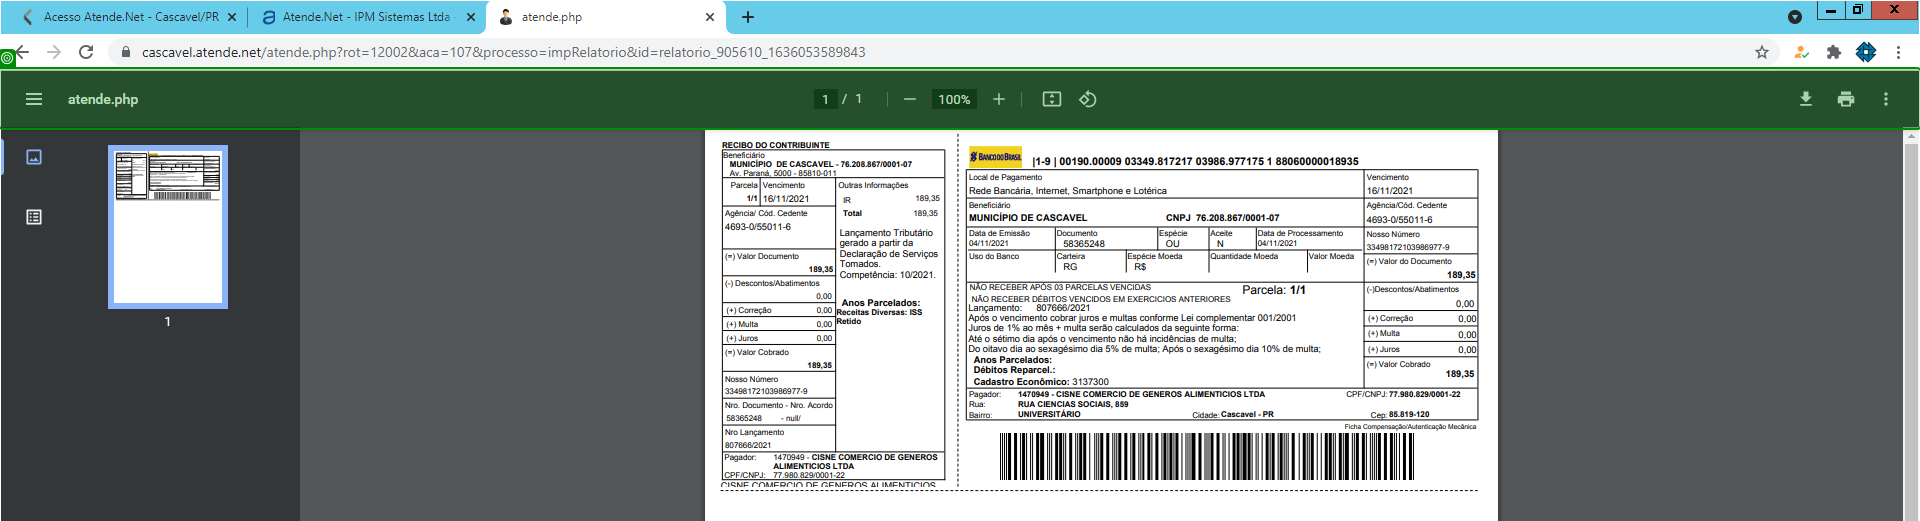 Acesso Atende.Net - Cascavel/PR
Atende.Net - IPM Sistemas Ltda
atende.php
cascavel.atende.net/atende.php?rot=12002&aca=107&processo=impRelatorio&id=relatorio_905610_1636053589843
atende.php
1 / 1
100%
1
RECIBO DO CONTRIBUINTE
Beneficiário
MUNICÍPIO DE CASCAVEL - 76.208.867/0001-07
Av. Paraná, 5000 - 85810-011
Parcela Vencimento
1/1 16/11/2021
Outras Informações
IR 189,35
Total 189,35
Agência/ Cód. Cedente
4693-0/55011-6
Lançamento Tributário
gerado a partir da
Declaração de Serviços
Tomados.
Competência: 10/2021.
(=) Valor Documento
189,35
(-) Descontos/Abatimentos
0,00
Anos Parcelados:
Receitas Diversas: ISS
Retido
(+) Correção 0,00
(+) Multa 0,00
(+) Juros 0,00
(=) Valor Cobrado
189,35
Nosso Número
33498172103986977-9
Nro. Documento - Nro. Acordo
58365248 - null/
Nro Lançamento
807666/2021
Pagador: 1470949 - CISNE COMERCIO DE GENEROS
ALIMENTICIOS LTDA
CPF/CNPJ: 77.980.829/0001-22
CISNE COMERCIO DE GENEROS ALIMENTICIOS
BANCO DO BRASIL |1-9 | 00190.00009 03349.817217 03986.977175 1 88060000018935
Local de Pagamento
Rede Bancária, Internet, Smartphone e Lotérica
Vencimento
16/11/2021
Beneficiário
MUNICÍPIO DE CASCAVEL CNPJ 76.208.867/0001-07
Agência/Cód. Cedente
4693-0/55011-6
Data de Emissão Documento Espécie Aceite Data de Processamento
04/11/2021 58365248 OU N 04/11/2021
Nosso Número
33498172103986977-9
Uso do Banco Carteira Espécie Moeda Quantidade Moeda Valor Moeda
RG R$
(=) Valor do Documento
189,35
NÃO RECEBER APÓS 03 PARCELAS VENCIDAS
Parcela: 1/1
NÃO RECEBER DÉBITOS VENCIDOS EM EXERCICIOS ANTERIORES
Lançamento: 807666/2021
Após o vencimento cobrar juros e multas conforme Lei complementar 001/2001
Juros de 1% ao mês + multa serão calculados da seguinte forma:
Até o sétimo dia após o vencimento não há incidências de multa;
Do oitavo dia ao sexagésimo dia 5% de multa; Após o sexagésimo dia 10% de multa;
Anos Parcelados:
Débitos Reparcel.:
Cadastro Econômico: 3137300
(-)Descontos/Abatimentos
0,00
(+) Correção 0,00
(+) Multa 0,00
(+) Juros 0,00
(=) Valor Cobrado
189,35
Pagador: 1470949 - CISNE COMERCIO DE GENEROS ALIMENTICIOS LTDA CPF/CNPJ: 77.980.829/0001-22
Rua: RUA CIENCIAS SOCIAIS, 859
Bairro: UNIVERSITÁRIO Cidade: Cascavel - PR Cep: 85.819-120
Ficha Compensação/Autenticação Mecânica